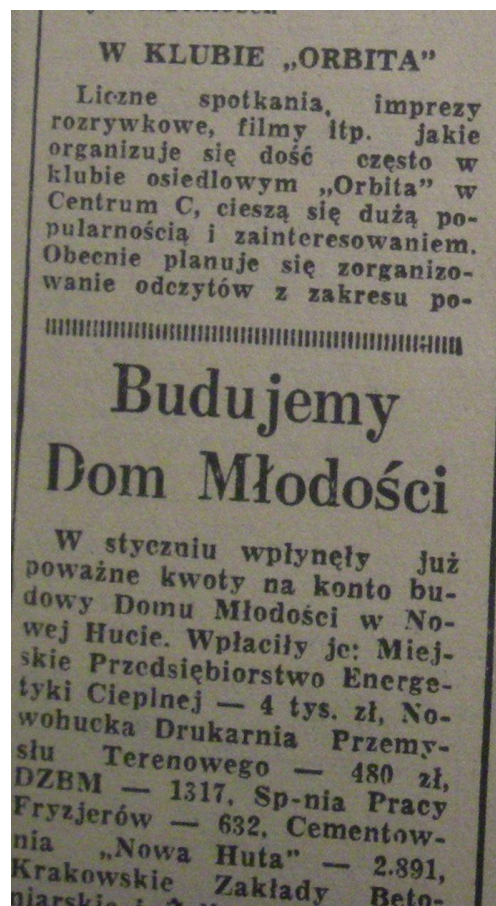 W KLUBIE „ORBITA”
Liczne spotkania, imprezy
rozrywkowe, filmy itp. jakie
organizuje się dość często w
klubie osiedlowym „Orbita” w
Centrum C, cieszą się dużą po-
pularnością i zainteresowaniem.
Obecnie planuje się zorganizo-
wanie odczytów z zakresu po-
Budujemy
Dom Młodości
W styczniu wpłynęły już
poważne kwoty na konto bu-
dowy Domu Młodości w No-
wej Hucie. Wpłaciły je: Miej-
skie Przedsiębiorstwo Energe-
tyki Cieplnej — 4 tys. zł, No-
wohucka Drukarnia Przemy-
słu Terenowego — 480 zł,
DZBM — 1317, Sp-nia Pracy
Fryzjerów — 632, Cementow-
nia „Nowa Huta” — 2.891,
Krakowskie Zakłady Beto-
niarskie i